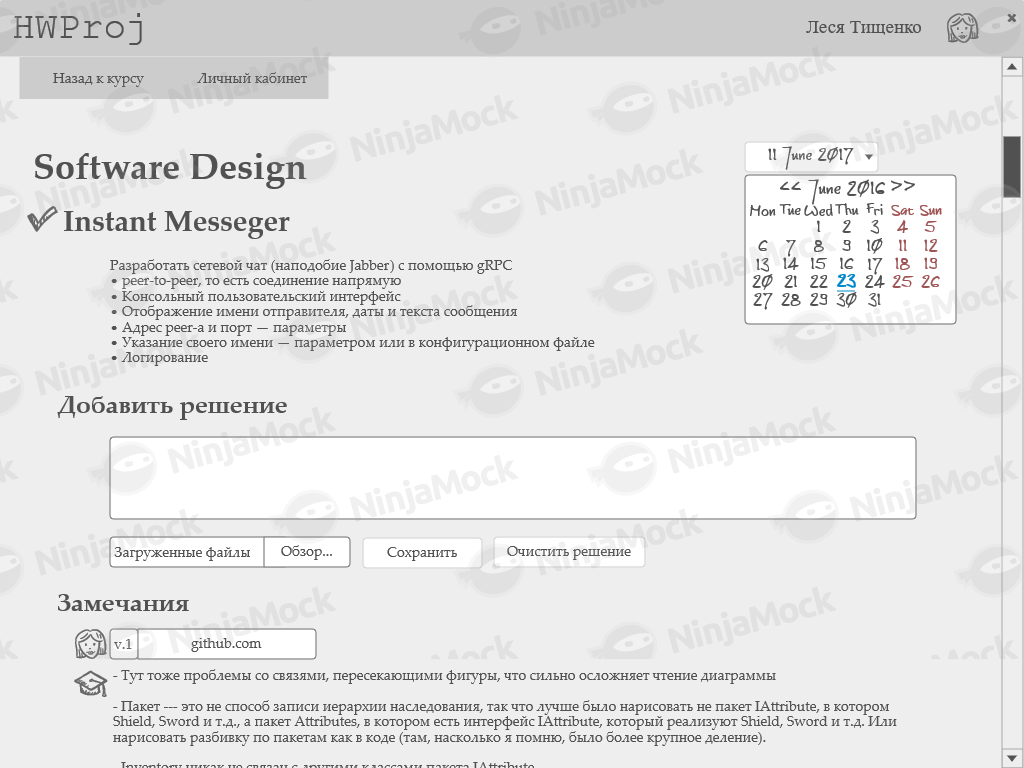 HWProj
Леся Тищенко
Назад к курсу
Личный кабинет
Software Design
11 June 2017
<< June 2016 >>
Mon Tue Wed Thu Fri Sat Sun
1 2 3 4 5
6 7 8 9 10 11 12
13 14 15 16 17 18 19
20 21 22 23 24 25 26
27 28 29 30 31
Instant Messeger
Разработать сетевой чат (наподобие Jabber) с помощью gRPC
• peer-to-peer, то есть соединение напрямую
• Консольный пользовательский интерфейс
• Отображение имени отправителя, даты и текста сообщения
• Адрес peer-а и порт — параметры
• Указание своего имени — параметром или в конфигурационном файле
• Логирование
Добавить решение
Загруженные файлы
Обзор...
Сохранить
Очистить решение
Замечания
v.1
github.com
- Тут тоже проблемы со связями, пересекающими фигуры, что сильно осложняет чтение диаграммы
- Пакет --- это не способ записи иерархии наследования, так что лучше было нарисовать не пакет IAttribute, в котором
Shield, Sword и т.д., а пакет Attributes, в котором есть интерфейс IAttribute, который реализуют Shield, Sword и т.д. Или
нарисовать разбивку по пакетам как в коде (там, насколько я помню, было более крупное деление).
- Inventory никак не связан с другими классами пакета IAttribute
NinjaMock